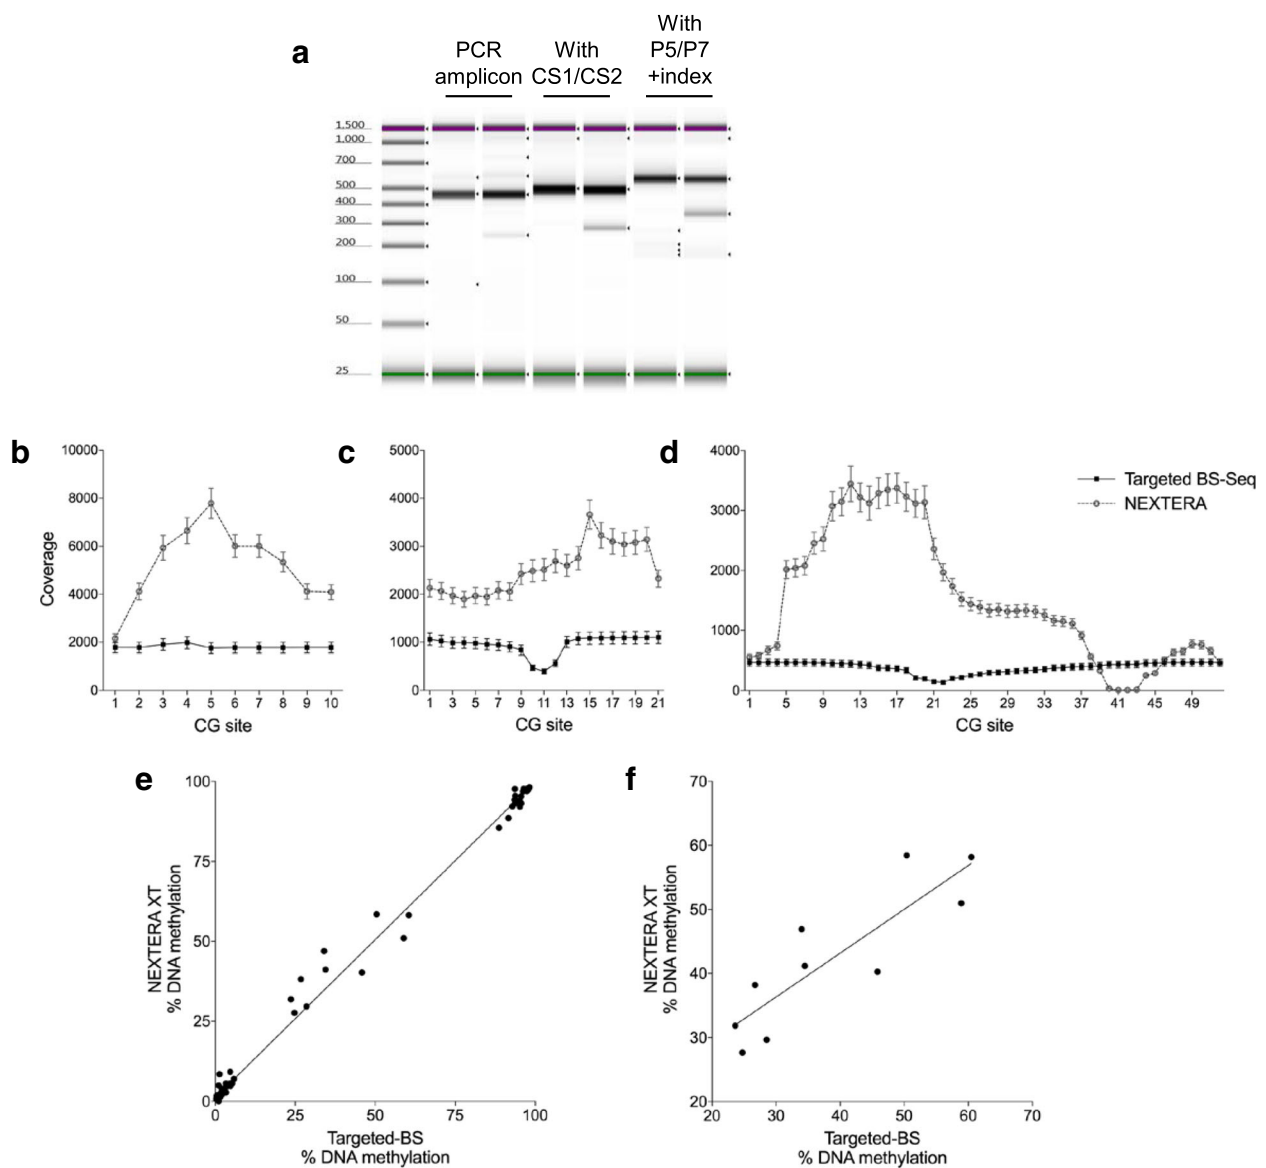 a
PCR
amplicon
With
CS1/CS2
With
P5/P7
+index
1,500
1,000
700
500
400
300
200
100
50
25
b
10000
8000
6000
4000
2000
0
Coverage
1 2 3 4 5 6 7 8 9 10
CG site
c
5000
4000
3000
2000
1000
0
1 3 5 7 9 11 13 15 17 19 21
CG site
d
4000
3000
2000
1000
0
1 5 9 13 17 21 25 29 33 37 41 45 49
CG site
Targeted BS-Seq
NEXTERA
e
100
75
50
25
0
NEXTERA XT
% DNA methylation
0 25 50 75 100
Targeted-BS
% DNA methylation
f
70
60
50
40
30
20
NEXTERA XT
% DNA methylation
20 30 40 50 60 70
Targeted-BS
% DNA methylation